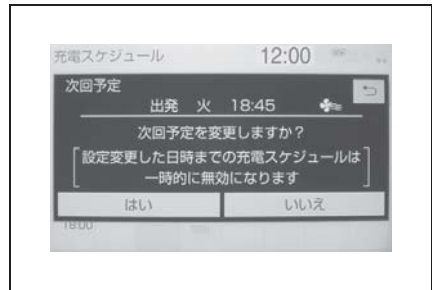 充電スケジュール 12:00
次回予定
出発 火 18:45
次回予定を変更しますか？
設定変更した日時までの充電スケジュールは
一時的に無効になります
はい いいえ
18:00